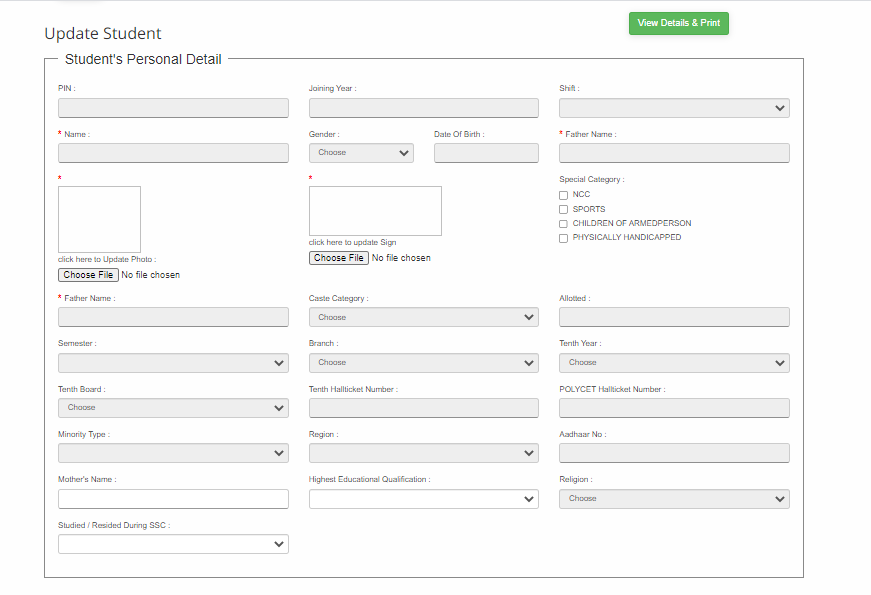 View Details & Print
Update Student
Student's Personal Detail
PIN :
Joining Year :
Shift :
* Name :
Gender :
Date Of Birth :
* Father Name :
Choose
*
*
Special Category :
NCC
SPORTS
CHILDREN OF ARMEDPERSON
PHYSICALLY HANDICAPPED
click here to update Sign
Choose File No file chosen
click here to Update Photo :
Choose File No file chosen
* Father Name :
Caste Category :
Allotted :
Choose
Semester :
Branch :
Tenth Year :
Choose
Choose
Tenth Board :
Tenth Hallticket Number :
POLYCET Hallticket Number :
Choose
Minority Type :
Region :
Aadhaar No :
Mother's Name :
Highest Educational Qualification :
Religion :
Choose
Studied / Resided During SSC :